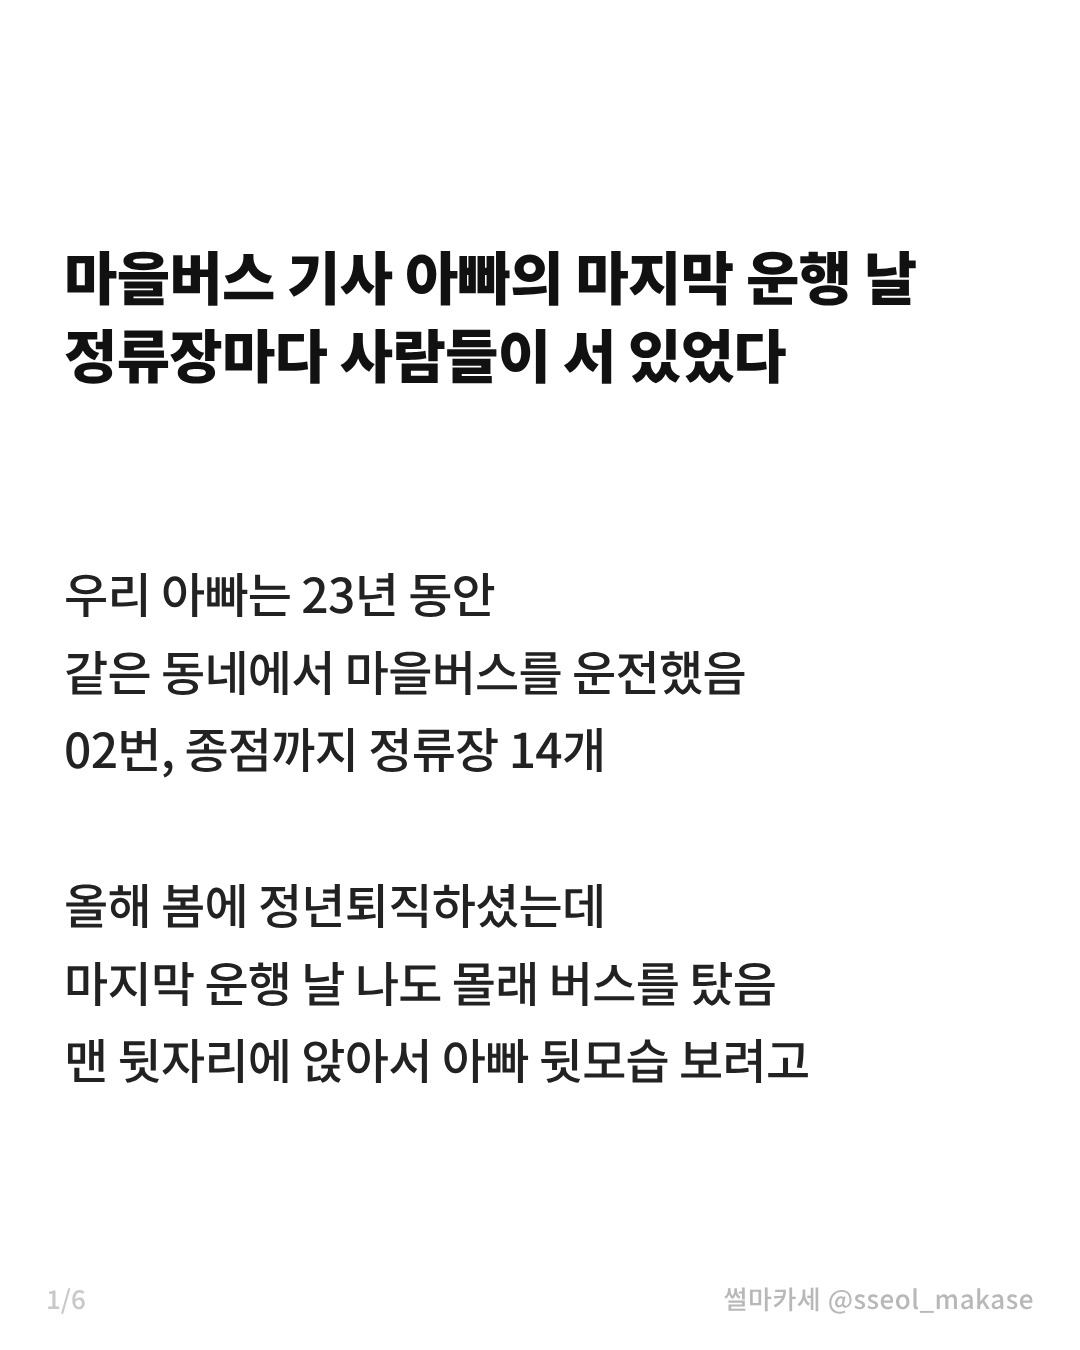 마을버스 기사 아빠의 마지막 운행 날
정류장마다 사람들이 서 있었다
우리 아빠는 23년 동안
같은 동네에서 마을버스를 운전했음
02번, 종점까지 정류장 14개
올해 봄에 정년퇴직하셨는데
마지막 운행 날 나도 몰래 버스를 탔음
맨 뒷자리에 앉아서 아빠 뒷모습 보려고
1/6
썰마카세 @sseol_makase